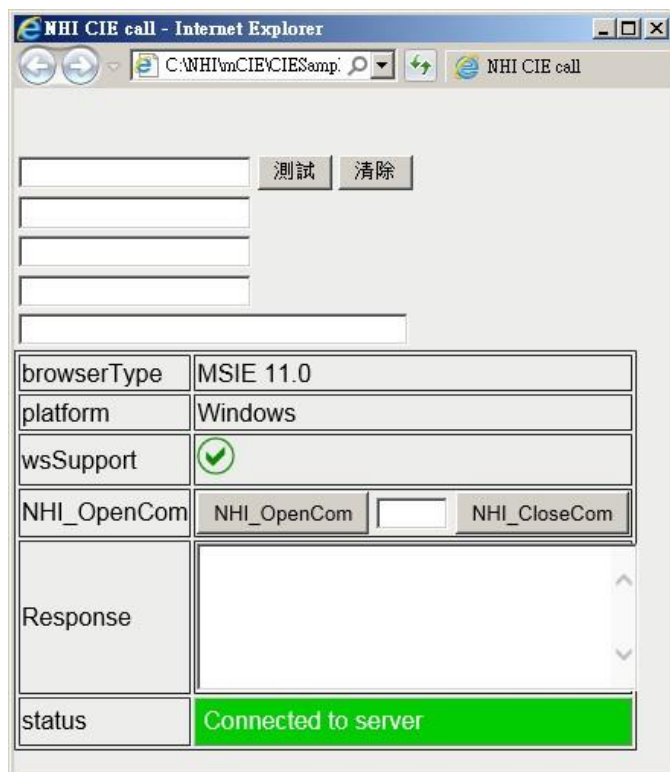 NHI CIE call - Internet Explorer
C:\NHI\mCIE\CIESampl NHI CIE call
測試 清除
browserType MSIE 11.0
platform Windows
wsSupport
NHI_OpenCom NHI_OpenCom NHI_CloseCom
Response
status Connected to server